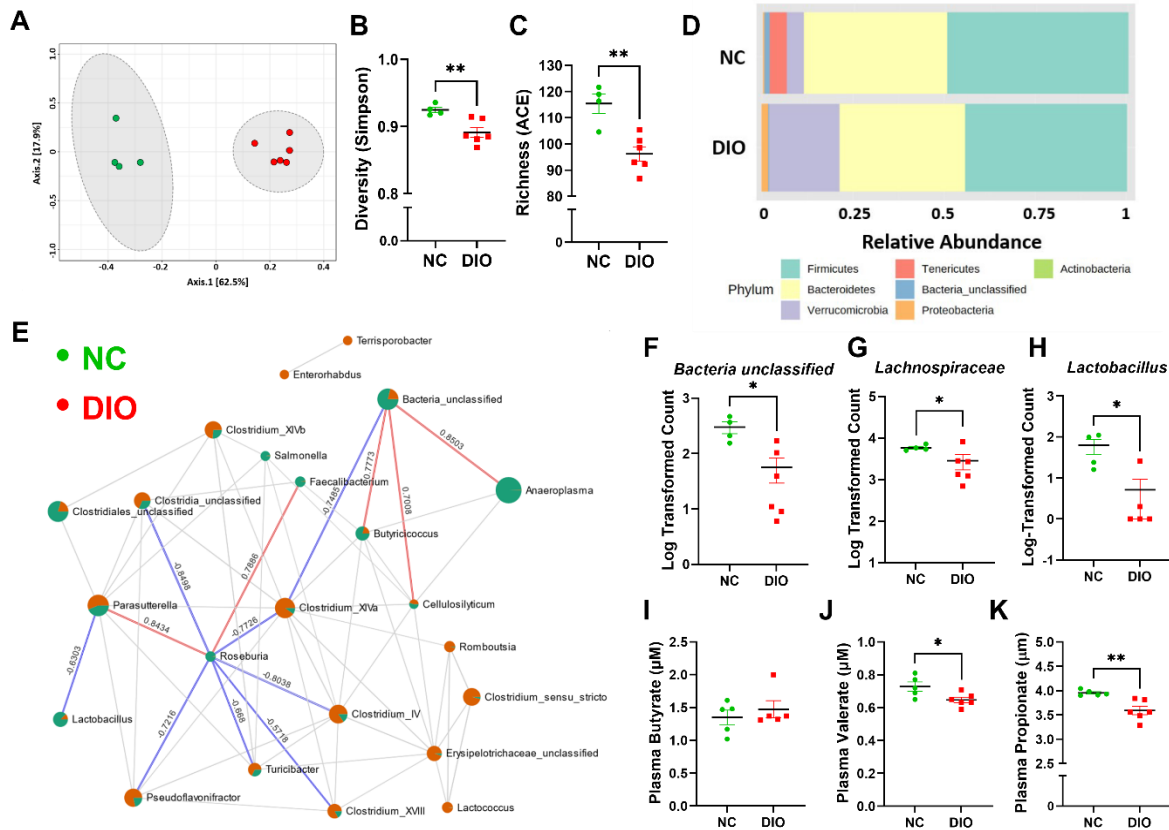 A
1.0
0.5
0
-0.5
-1.0
Axis.2 [17.9%]
-0.4
-0.2
0
0.2
0.4
Axis.1 [62.5%]
B
**
1.0
0.9
0.8
0.0
Diversity (Simpson)
NC
DIO
C
**
130
120
110
100
90
80
0
Richness (ACE)
NC
DIO
D
NC
DIO
0
0.25
0.5
0.75
1
Relative Abundance
Phylum
Firmicutes
Tenericutes
Actinobacteria
Bacteroidetes
Bacteria_unclassified
Verrucomicrobia
Proteobacteria
E
NC
DIO
Terrisporobacter
Enterorhabdus
Bacteria_unclassified
Clostridium_XIVb
Salmonella
Faecalibacterium
Clostridia_unclassified
Clostridiales_unclassified
Anaeroplasma
Butyricicoccus
Parasutterella
Clostridium_XIVa
Cellulosilyticum
Roseburia
Romboutsia
Clostridium_sensu_stricto
Lactobacillus
Clostridium_IV
Erysipelotrichaceae_unclassified
Turicibacter
Pseudoflavonifractor
Clostridium_XVIII
Lactococcus
0.8503
0.7773
-0.7485
0.7008
0.7886
-0.8498
0.8434
-0.7726
-0.6303
-0.8038
-0.7216
-0.668
-0.5718
F
Bacteria unclassified
*
3
2
1
0
Log Transformed Count
NC
DIO
G
Lachnospiraceae
*
5
4
3
2
1
Log Transformed Count
NC
DIO
H
Lactobacillus
*
3
2
1
0
-1
Log-Transformed Count
NC
DIO
I
2.5
2.0
1.5
1.0
0.5
0.0
Plasma Butyrate (µM)
NC
DIO
J
*
1.0
0.8
0.6
0.4
0.2
0.0
Plasma Valerate (µM)
NC
DIO
K
**
5.0
4.5
4.0
3.5
3.0
0
Plasma Propionate (µm)
NC
DIO